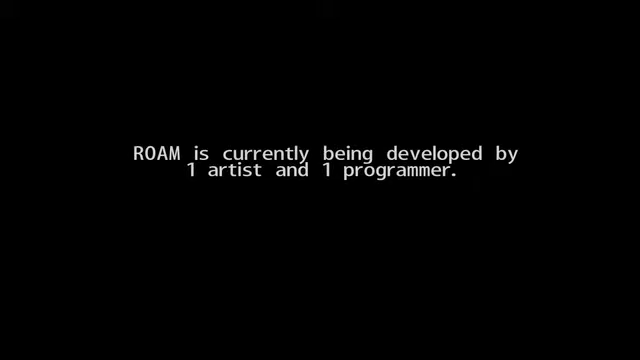 ROAM is currently being developed by
1 artist and 1 programmer.